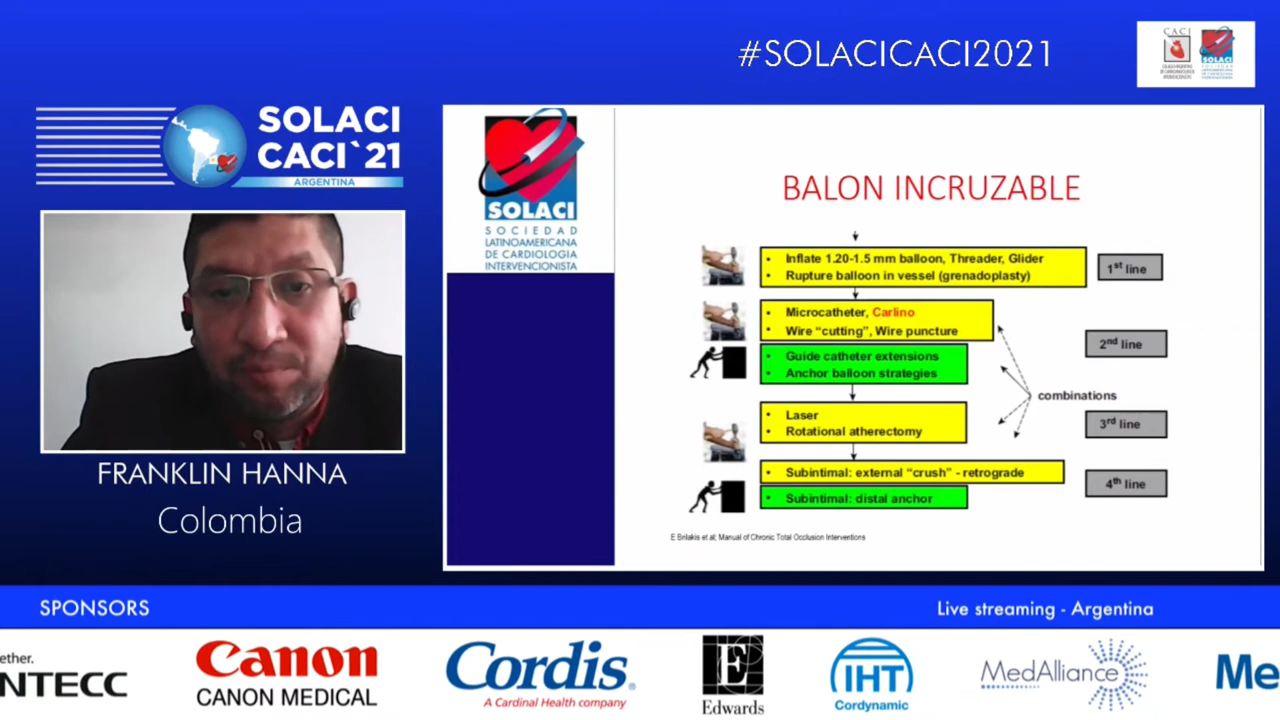 #SOLACICACI2021
CACI
SOLACI
SOLACI
CACI`21
ARGENTINA
FRANKLIN HANNA
Colombia
SOLACI
SOCIEDAD
LATINOAMERICANA
DE CARDIOLOGIA
INTERVENCIONISTA
BALON INCRUZABLE
• Inflate 1.20-1.5 mm balloon, Threader, Glider
• Rupture balloon in vessel (grenadoplasty)
1st line
• Microcatheter, Carlino
• Wire “cutting”, Wire puncture
2nd line
• Guide catheter extensions
• Anchor balloon strategies
combinations
• Laser
• Rotational atherectomy
3rd line
• Subintimal: external “crush” - retrograde
• Subintimal: distal anchor
4th line
E Brilakis et al; Manual of Chronic Total Occlusion Interventions
SPONSORS
Live streaming - Argentina
ether.
NTECC
Canon
CANON MEDICAL
Cordis®
A Cardinal Health company
E
Edwards
IHT
Cordynamic
MedAlliance
Me